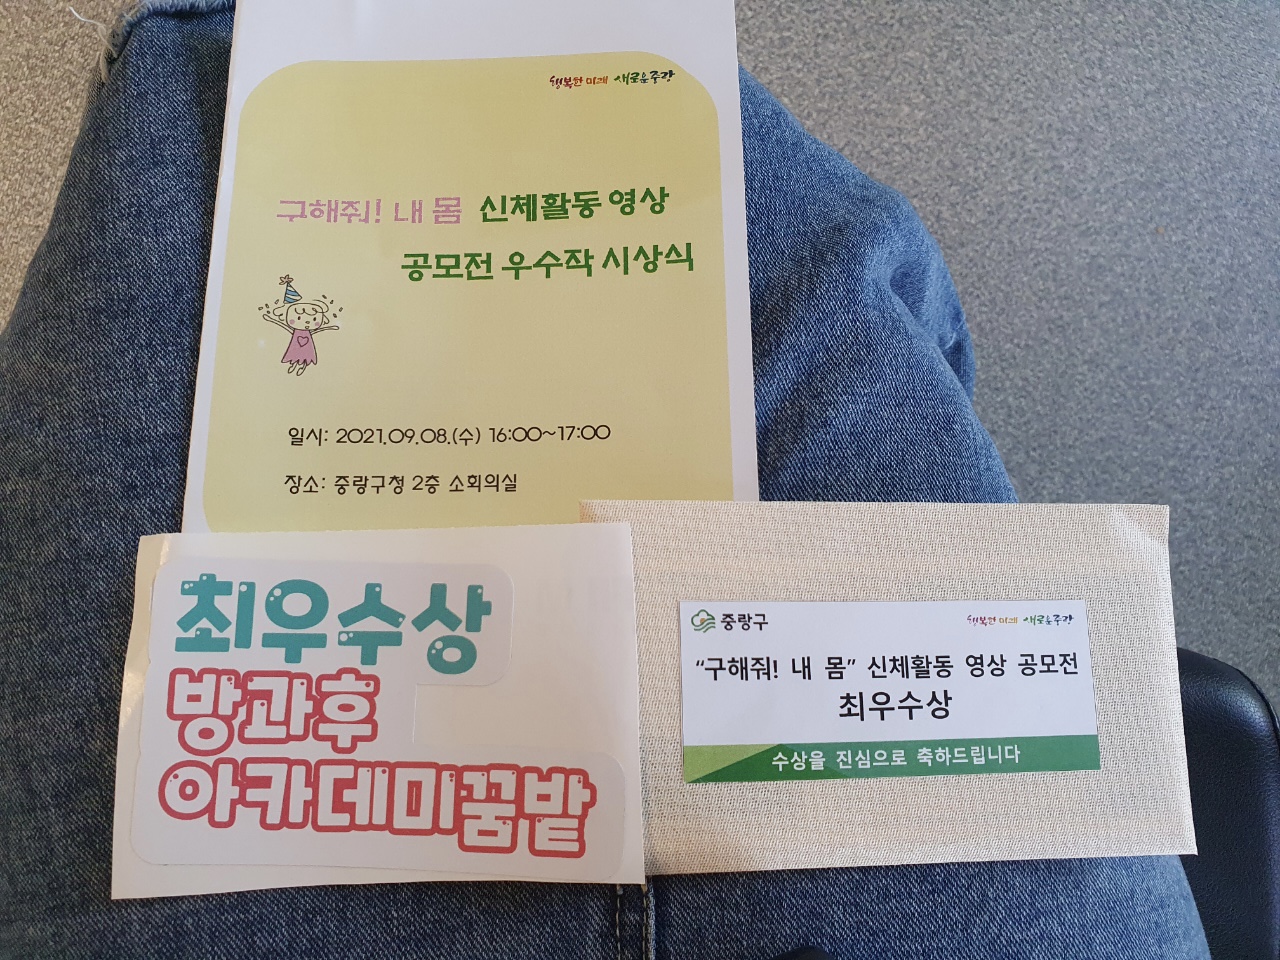 행복한 미래 새로운 중랑
구해줘! 내 몸 신체활동 영상
공모전 우수작 시상식
일시: 2021.09.08.(수) 16:00~17:00
장소: 중랑구청 2층 소회의실
최우수상
방과후
아카데미꿈밭
중랑구 행복한 미래 새로운 중랑
“구해줘! 내 몸” 신체활동 영상 공모전
최우수상
수상을 진심으로 축하드립니다